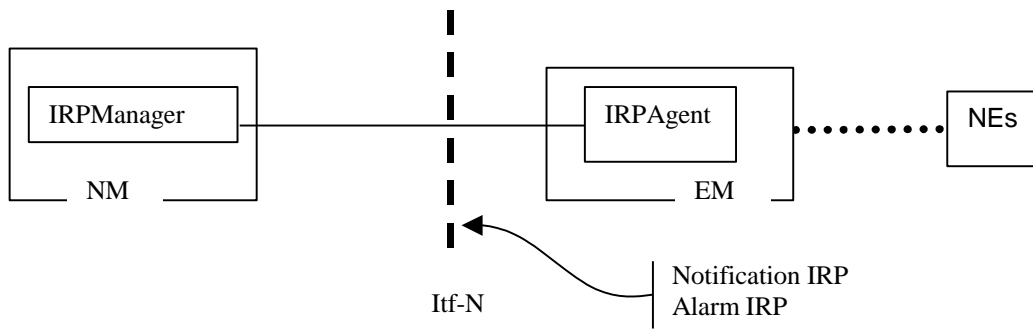 IRPManager
IRPAgent
NEs
NM
EM
Itf-N
Notification IRP
Alarm IRP